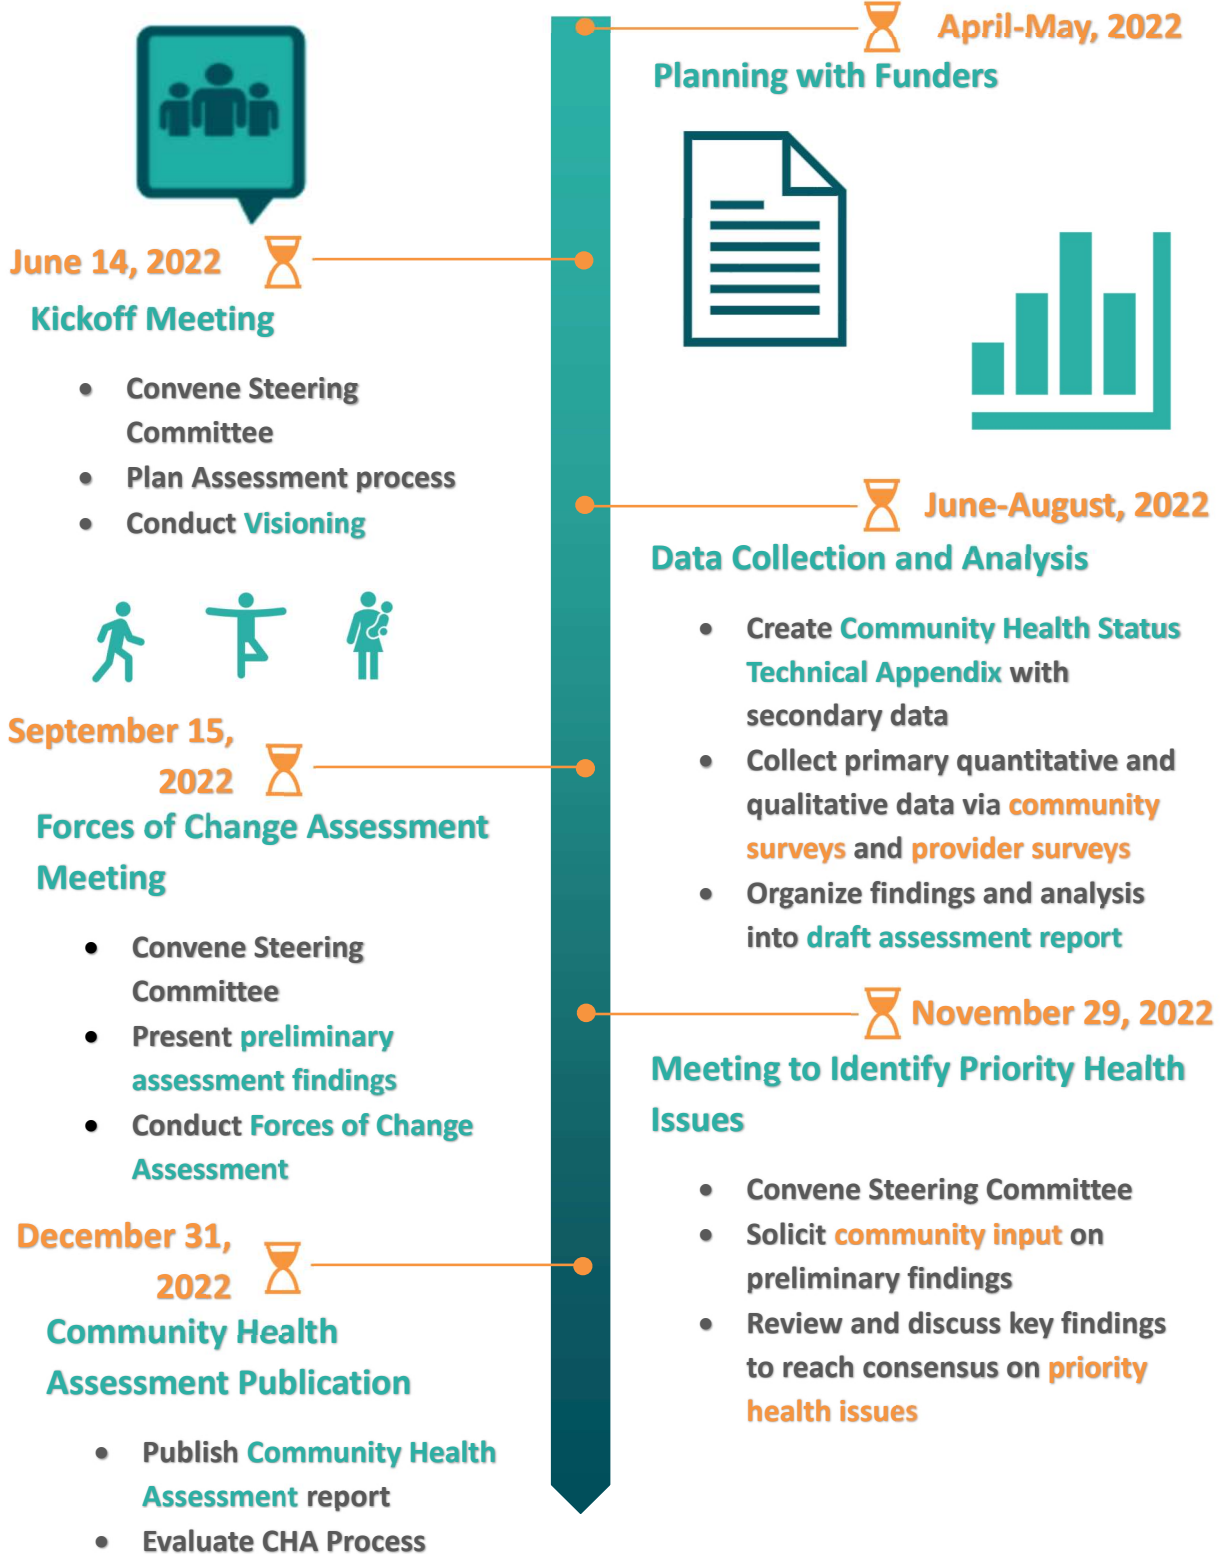 April-May, 2022
Planning with Funders
June 14, 2022
Kickoff Meeting
• Convene Steering
Committee
• Plan Assessment process
• Conduct Visioning
June-August, 2022
Data Collection and Analysis
• Create Community Health Status
Technical Appendix with
secondary data
• Collect primary quantitative and
qualitative data via community
surveys and provider surveys
• Organize findings and analysis
into draft assessment report
September 15,
2022
Forces of Change Assessment
Meeting
• Convene Steering
Committee
• Present preliminary
assessment findings
• Conduct Forces of Change
Assessment
November 29, 2022
Meeting to Identify Priority Health
Issues
• Convene Steering Committee
• Solicit community input on
preliminary findings
• Review and discuss key findings
to reach consensus on priority
health issues
December 31,
2022
Community Health
Assessment Publication
• Publish Community Health
Assessment report
• Evaluate CHA Process